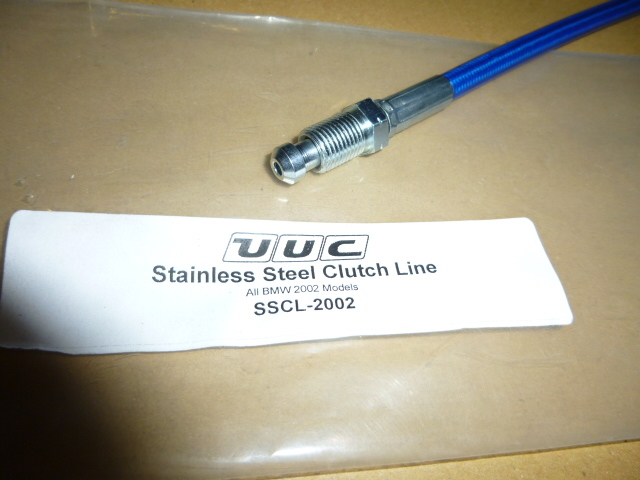 UUC
Stainless Steel Clutch Line
All BMW 2002 Models
SSCL-2002